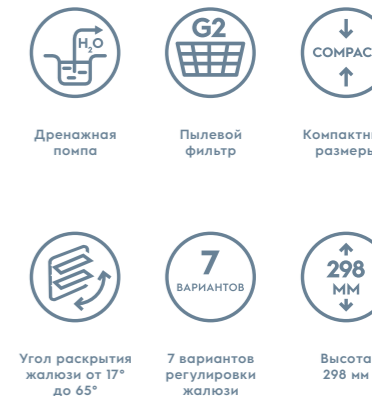 H₂O
G2
COMPAC
Дренажная
помпа
Пылевой
фильтр
Компактны
размеры
7
ВАРИАНТОВ
298
ММ
Угол раскрытия
жалюзи от 17°
до 65°
7 вариантов
регулировки
жалюзи
Высота
298 мм